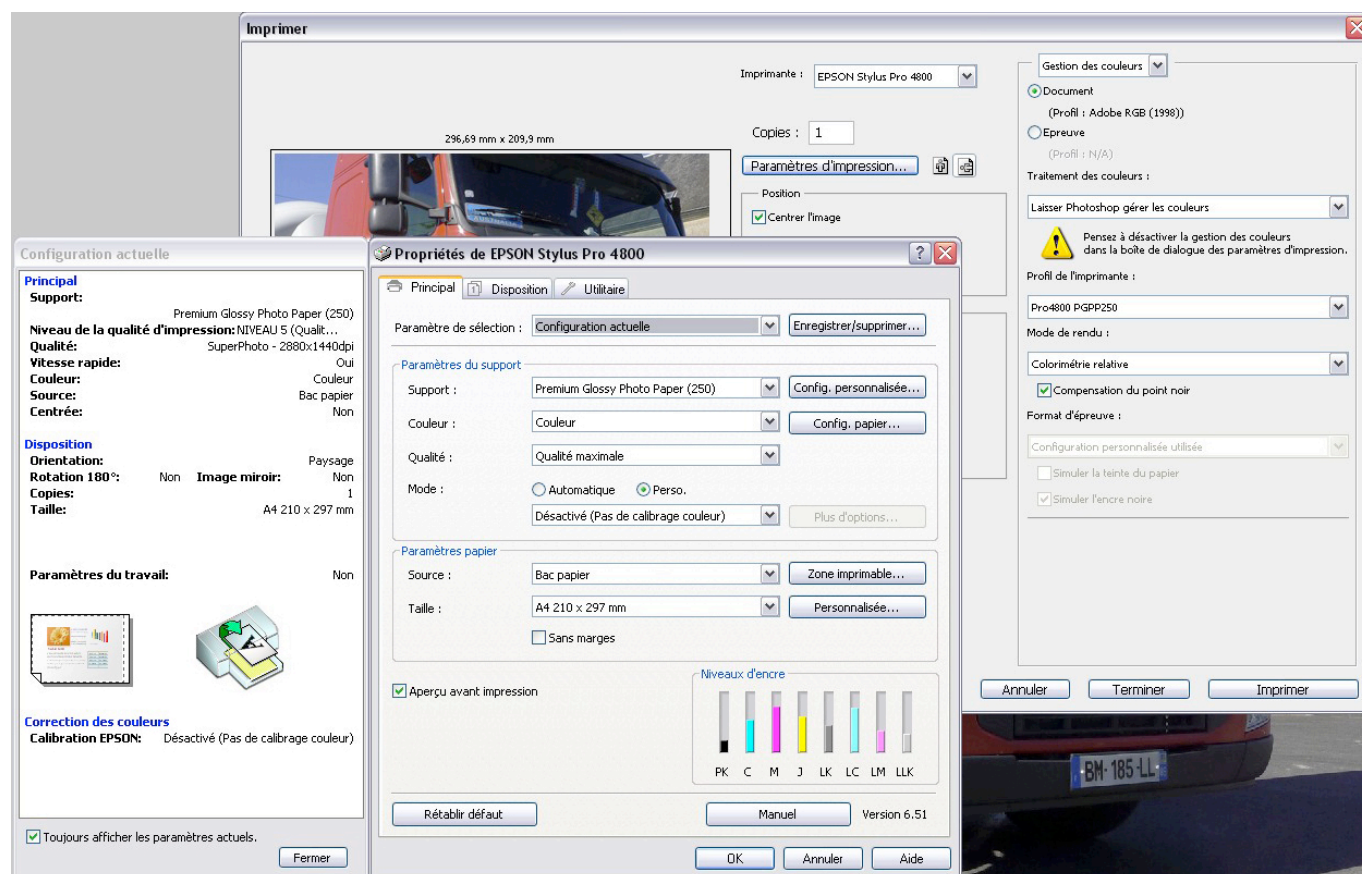 Imprimer
Imprimante : EPSON Stylus Pro 4800
Copies : 1
296,69 mm x 209,9 mm
Paramètres d'impression...
Position
Centrer l'image
Gestion des couleurs
Document
(Profil : Adobe RGB (1998))
Epreuve
(Profil : N/A)
Traitement des couleurs :
Laisser Photoshop gérer les couleurs
Pensez à désactiver la gestion des couleurs
dans la boîte de dialogue des paramètres d'impression.
Profil de l'imprimante :
Pro4800 PGPP250
Mode de rendu :
Colorimétrie relative
Compensation du point noir
Format d'épreuve :
Configuration personnalisée utilisée
Simuler la teinte du papier
Simuler l'encre noire
Annuler Terminer Imprimer
Configuration actuelle
Principal
Support:
Premium Glossy Photo Paper (250)
Niveau de la qualité d'impression: NIVEAU 5 (Qualit...
Qualité: SuperPhoto - 2880x1440dpi
Vitesse rapide: Oui
Couleur: Couleur
Source: Bac papier
Centrée: Non
Disposition
Orientation: Paysage
Rotation 180°: Non Image miroir: Non
Copies: 1
Taille: A4 210 x 297 mm
Paramètres du travail: Non
Correction des couleurs
Calibration EPSON: Désactivé (Pas de calibrage couleur)
Toujours afficher les paramètres actuels.
Fermer
Propriétés de EPSON Stylus Pro 4800
Principal Disposition Utilitaire
Paramètre de sélection : Configuration actuelle Enregistrer/supprimer...
Paramètres du support
Support : Premium Glossy Photo Paper (250) Config. personnalisée...
Couleur : Couleur Config. papier...
Qualité : Qualité maximale
Mode : Automatique Perso.
Désactivé (Pas de calibrage couleur) Plus d'options...
Paramètres papier
Source : Bac papier Zone imprimable...
Taille : A4 210 x 297 mm Personnalisée...
Sans marges
Aperçu avant impression
Niveaux d'encre
PK C M J LK LC LM LLK
Rétablir défaut Manuel Version 6.51
OK Annuler Aide
BM-185-LL